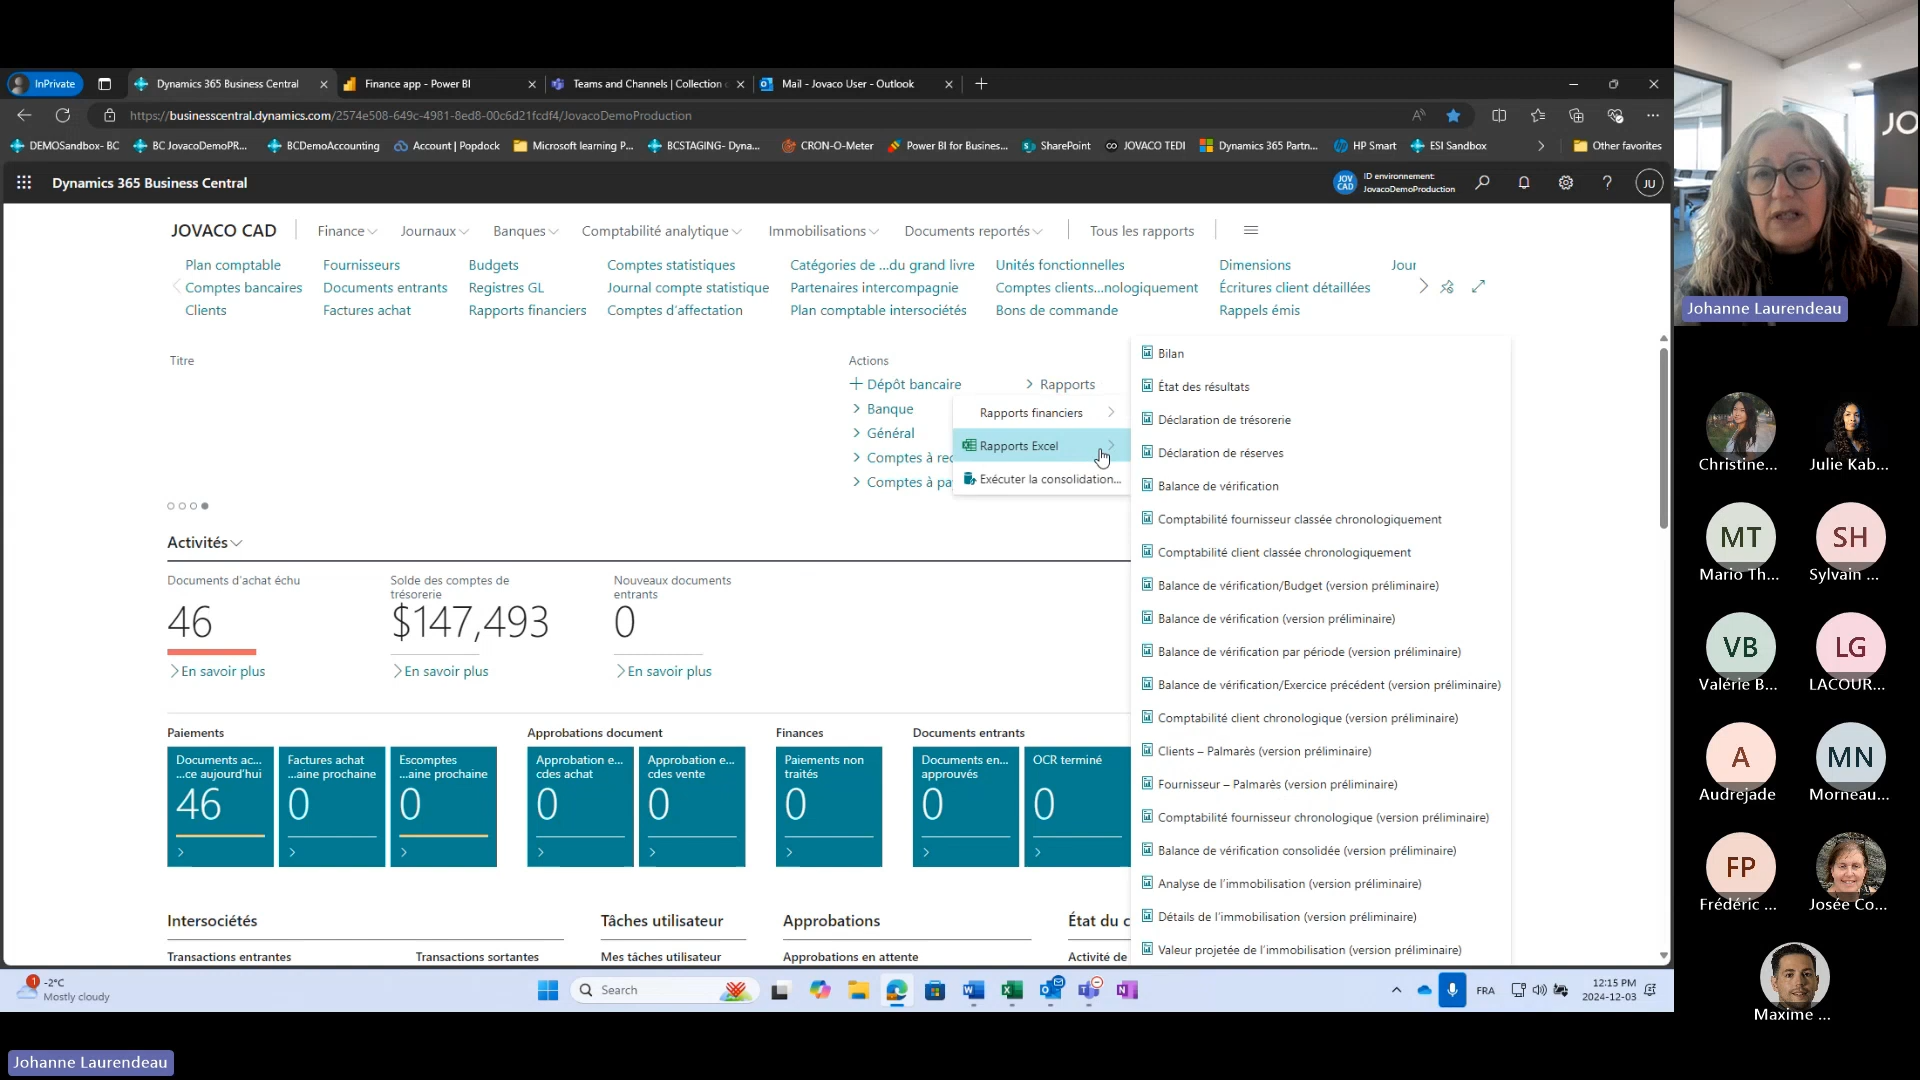 InPrivate
Dynamics 365 Business Central
Finance app - Power BI
Teams and Channels | Collection
Mail - Jovaco User - Outlook
https://businesscentral.dynamics.com/2574e508-649c-4981-8ed8-00c6d21fcdf4/JovacoDemoProduction
DEMOSandbox- BC
BC JovacoDemoPR...
BCDemoAccounting
Account | Popdock
Microsoft learning P...
BCSTAGING- Dyna...
CRON-O-Meter
Power BI for Business...
SharePoint
JOVACO TEDI
Dynamics 365 Partn...
HP Smart
ESI Sandbox
Other favorites
Dynamics 365 Business Central
JOV CAD
ID environnement:
JovacoDemoProduction
JU
JOVACO CAD
Finance
Journaux
Banques
Comptabilité analytique
Immobilisations
Documents reportés
Tous les rapports
Plan comptable
Fournisseurs
Budgets
Comptes statistiques
Catégories de ...du grand livre
Unités fonctionnelles
Dimensions
Jour
Comptes bancaires
Documents entrants
Registres GL
Journal compte statistique
Partenaires intercompagnie
Comptes clients...nologiquement
Écritures client détaillées
Clients
Factures achat
Rapports financiers
Comptes d'affectation
Plan comptable intersociétés
Bons de commande
Rappels émis
Titre
Actions
Dépôt bancaire
Rapports
Banque
Général
Comptes à rec
Comptes à pa
Rapports financiers
Rapports Excel
Exécuter la consolidation...
Bilan
État des résultats
Déclaration de trésorerie
Déclaration de réserves
Balance de vérification
Comptabilité fournisseur classée chronologiquement
Comptabilité client classée chronologiquement
Balance de vérification/Budget (version préliminaire)
Balance de vérification (version préliminaire)
Balance de vérification par période (version préliminaire)
Balance de vérification/Exercice précédent (version préliminaire)
Comptabilité client chronologique (version préliminaire)
Clients – Palmarès (version préliminaire)
Fournisseur – Palmarès (version préliminaire)
Comptabilité fournisseur chronologique (version préliminaire)
Balance de vérification consolidée (version préliminaire)
Analyse de l'immobilisation (version préliminaire)
Détails de l'immobilisation (version préliminaire)
Valeur projetée de l'immobilisation (version préliminaire)
Activités
Documents d'achat échu
46
En savoir plus
Solde des comptes de
trésorerie
$147,493
En savoir plus
Nouveaux documents
entrants
0
En savoir plus
Paiements
Documents ac...
...ce aujourd'hui
46
Factures achat
...aine prochaine
0
Escomptes
...aine prochaine
0
Approbations document
Approbation e...
cdes achat
0
Approbation e...
cdes vente
0
Finances
Paiements non
traités
0
Documents entrants
Documents en...
approuvés
0
OCR terminé
0
Intersociétés
Tâches utilisateur
Approbations
État du c
Transactions entrantes
Transactions sortantes
Mes tâches utilisateur
Approbations en attente
Activité de
1
-2°C
Mostly cloudy
Search
FRA
12:15 PM
2024-12-03
Johanne Laurendeau
JO
Johanne Laurendeau
Christine...
Julie Kab...
MT
Mario Th...
SH
Sylvain ...
VB
Valérie B...
LG
LACOUR...
A
Audrejade
MN
Morneau...
FP
Frédéric ...
Josée Co...
Maxime ...